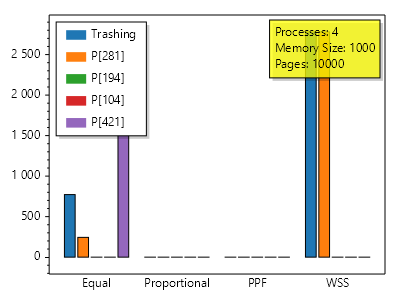 Trashing
P[281]
P[194]
P[104]
P[421]
Processes: 4
Memory Size: 1000
Pages: 10000
2 500
2 000
1 500
1 000
500
0
Equal Proportional PPF WSS